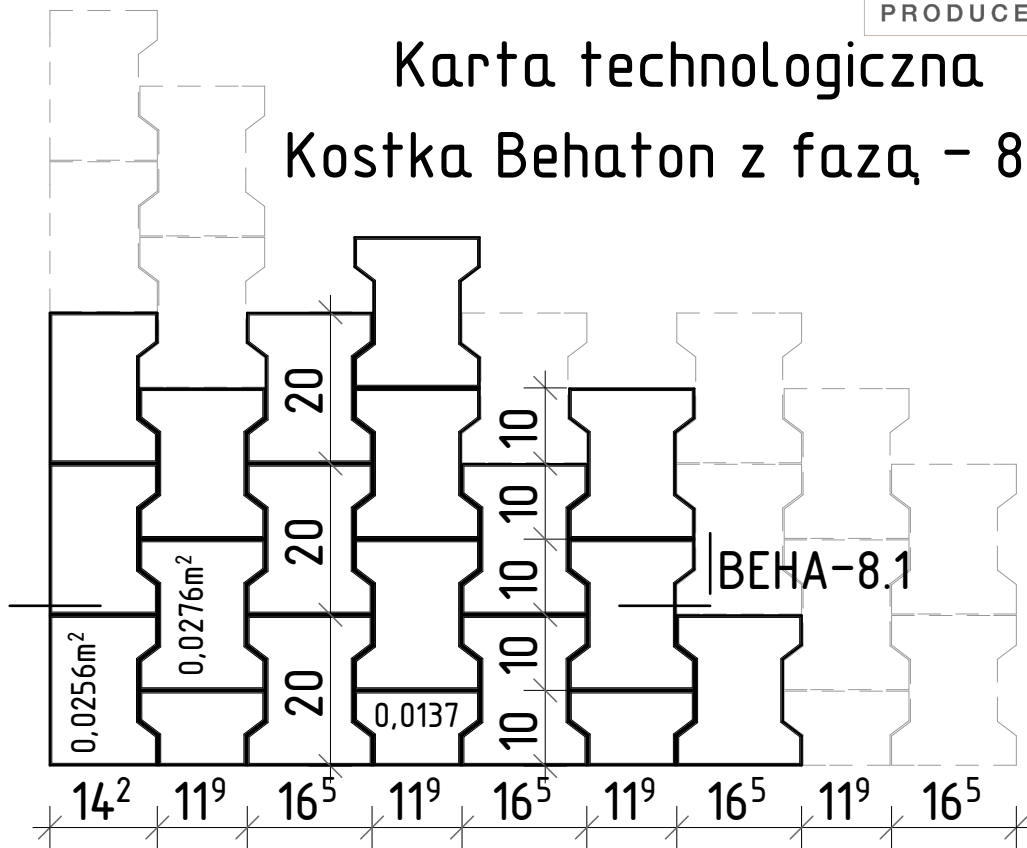 PRODUCE
Karta technologiczna
Kostka Behaton z fazą - 8
20
10
20
10
10
BEHA-8.1
0,0276m²
0,0256m²
20
10
0,0137
10
14² 11⁹ 16⁵ 11⁹ 16⁵ 11⁹ 16⁵ 11⁹ 16⁵